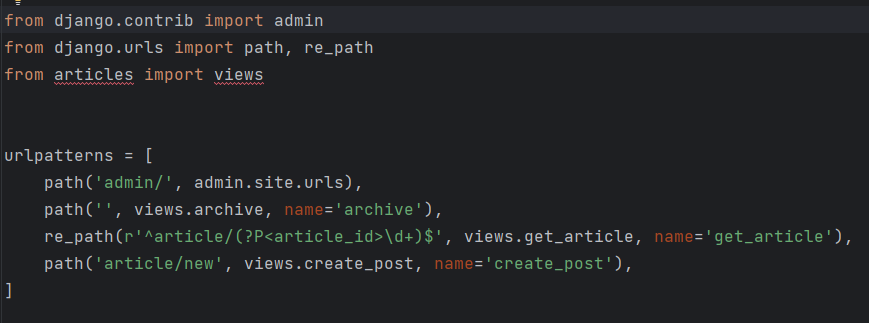 from django.contrib import admin
from django.urls import path, re_path
from articles import views
urlpatterns = [
    path('admin/', admin.site.urls),
    path('', views.archive, name='archive'),
    re_path(r'^article/(?P<article_id>\d+)$', views.get_article, name='get_article'),
    path('article/new', views.create_post, name='create_post'),
]